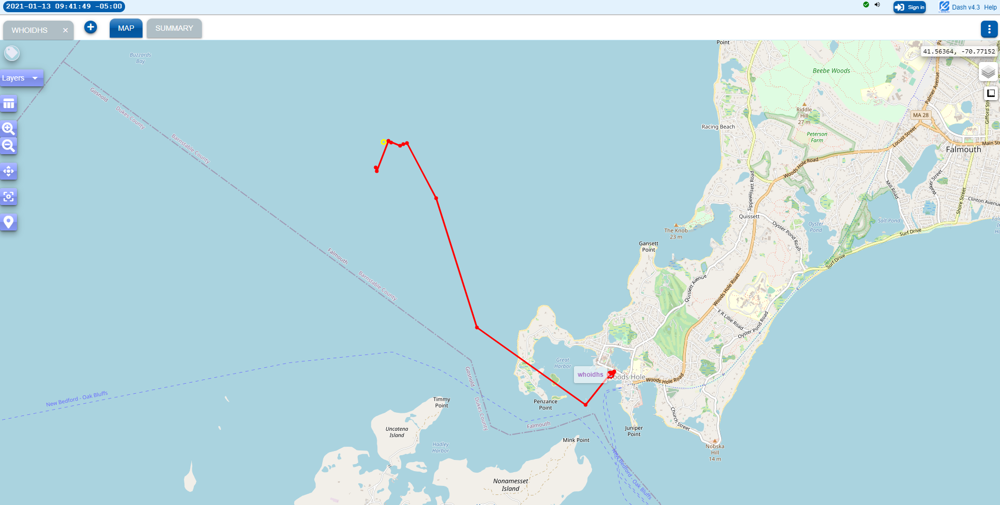 2021-01-13 09:41:49 -05:00
Sign in
Dash v4.3
Help
WHOIDHS
MAP
SUMMARY
41.56364, -70.77152
Layers
Buzzards
Bay
Point
Beebe Woods
Palmer Avenue
Gosnold
Dukes County
Barnstable County
Riddle
Hill
27 m
MA 28
Gifford Str
Racing Beach
Peterson
Farm
Locust Street
Main St
Falmouth
Woods Hole Road
Sippewissett Road
Mill Road
Walker Street
Shore Street
Clinton Avenue
Quissett
Oyster
Pond
Salt Pond
The Knob
23 m
Oyster Pond Road
Surf Drive
Gansett
Point
Surf Drive
Falmouth
Barnstable County
Quissett Avenue
Woods Hole Road
F.R Lillie Road
Oyster Pond Road
Great
Harbor
whoidhs
oods Hole
Woods Hole Road
Gosnold
Dukes County
New Bedford - Oak Bluffs
Timmy
Point
Penzance
Point
Church Street
Falmouth
Juniper
Point
Uncatena
Island
Hadley
Harbor
Mink Point
Nobska
Hill
14 m
New Bedford - Oak Bluffs
Nonamesset
Island